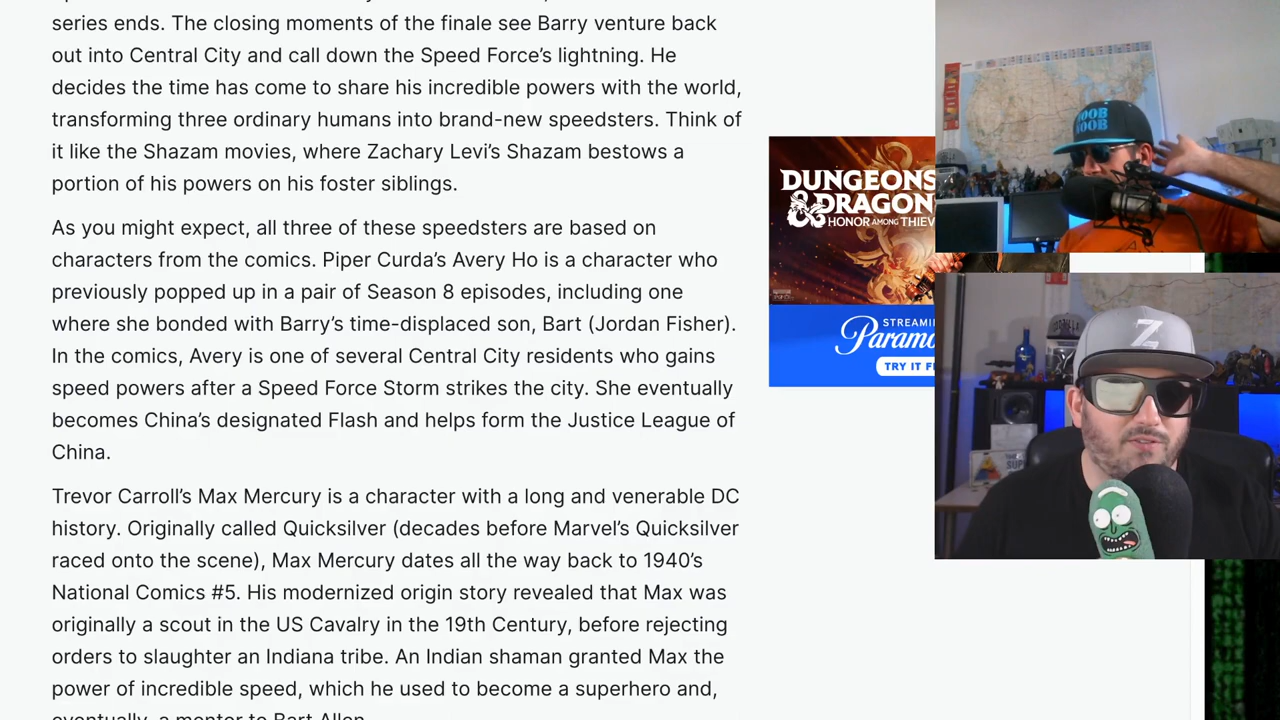 series ends. The closing moments of the finale see Barry venture back
out into Central City and call down the Speed Force’s lightning. He
decides the time has come to share his incredible powers with the world,
transforming three ordinary humans into brand-new speedsters. Think of
it like the Shazam movies, where Zachary Levi’s Shazam bestows a
portion of his powers on his foster siblings.
As you might expect, all three of these speedsters are based on
characters from the comics. Piper Curda’s Avery Ho is a character who
previously popped up in a pair of Season 8 episodes, including one
where she bonded with Barry’s time-displaced son, Bart (Jordan Fisher).
In the comics, Avery is one of several Central City residents who gains
speed powers after a Speed Force Storm strikes the city. She eventually
becomes China’s designated Flash and helps form the Justice League of
China.
Trevor Carroll’s Max Mercury is a character with a long and venerable DC
history. Originally called Quicksilver (decades before Marvel’s Quicksilver
raced onto the scene), Max Mercury dates all the way back to 1940’s
National Comics #5. His modernized origin story revealed that Max was
originally a scout in the US Cavalry in the 19th Century, before rejecting
orders to slaughter an Indiana tribe. An Indian shaman granted Max the
power of incredible speed, which he used to become a superhero and,
eventually, a mentor to Bart Allen.
DUNGEONS
& DRAGON
HONOR AMONG THIEV
STREAMIN
Paramo
TRY IT F
NOOB
NOOB
Z